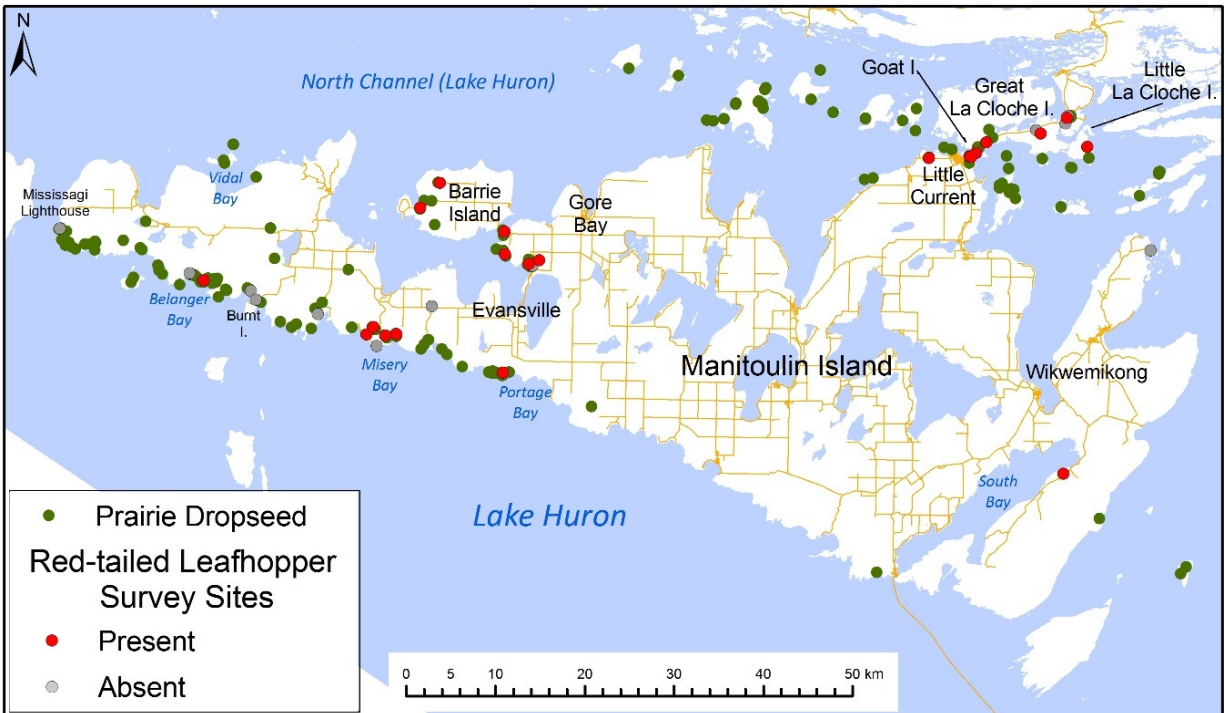 N
North Channel (Lake Huron)
Goat I.
Great
La Cloche I.
Little
La Cloche I.
Vidal
Bay
Mississagi
Lighthouse
Barrie
Island
Gore
Bay
Little
Current
Belanger
Bay
Burnt
I.
Evansville
Misery
Bay
Manitoulin Island
Wikwemikong
Portage
Bay
South
Bay
Lake Huron
Prairie Dropseed
Red-tailed Leafhopper
Survey Sites
Present
Absent
0 10 20 30 40 50 km